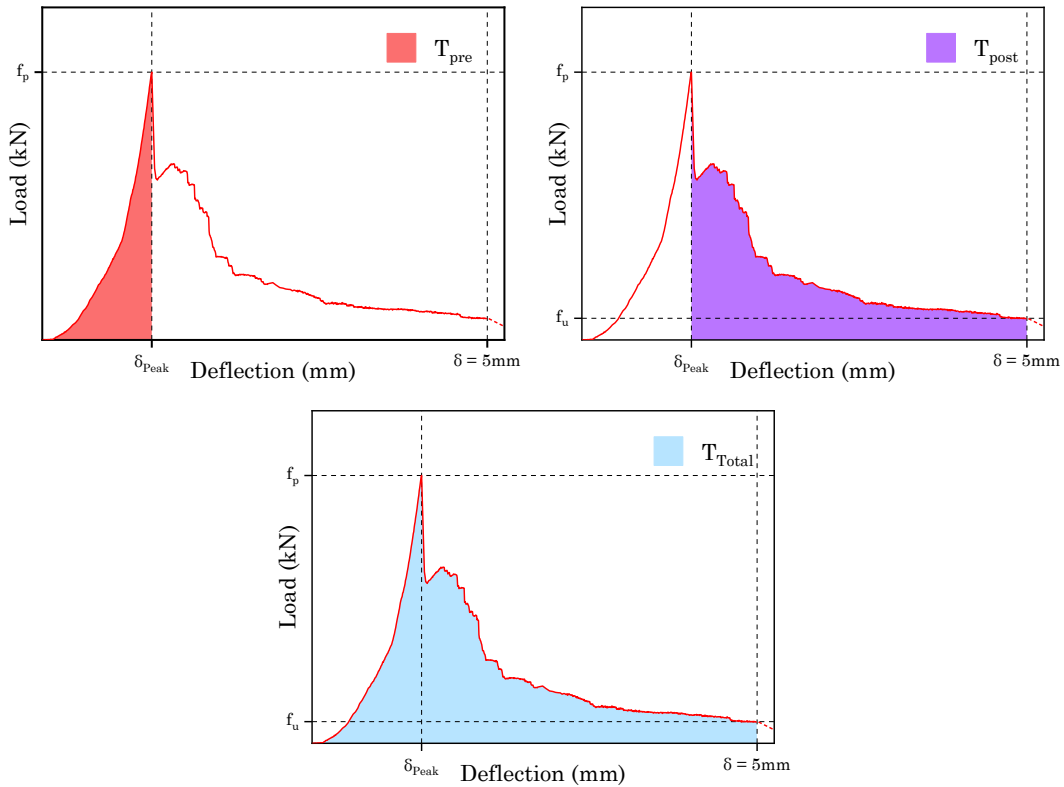 T_pre
f_p
Load (kN)
δ_Peak
Deflection (mm)
δ = 5mm
T_post
f_p
Load (kN)
f_u
δ_Peak
Deflection (mm)
δ = 5mm
T_Total
f_p
Load (kN)
f_u
δ_Peak
Deflection (mm)
δ = 5mm